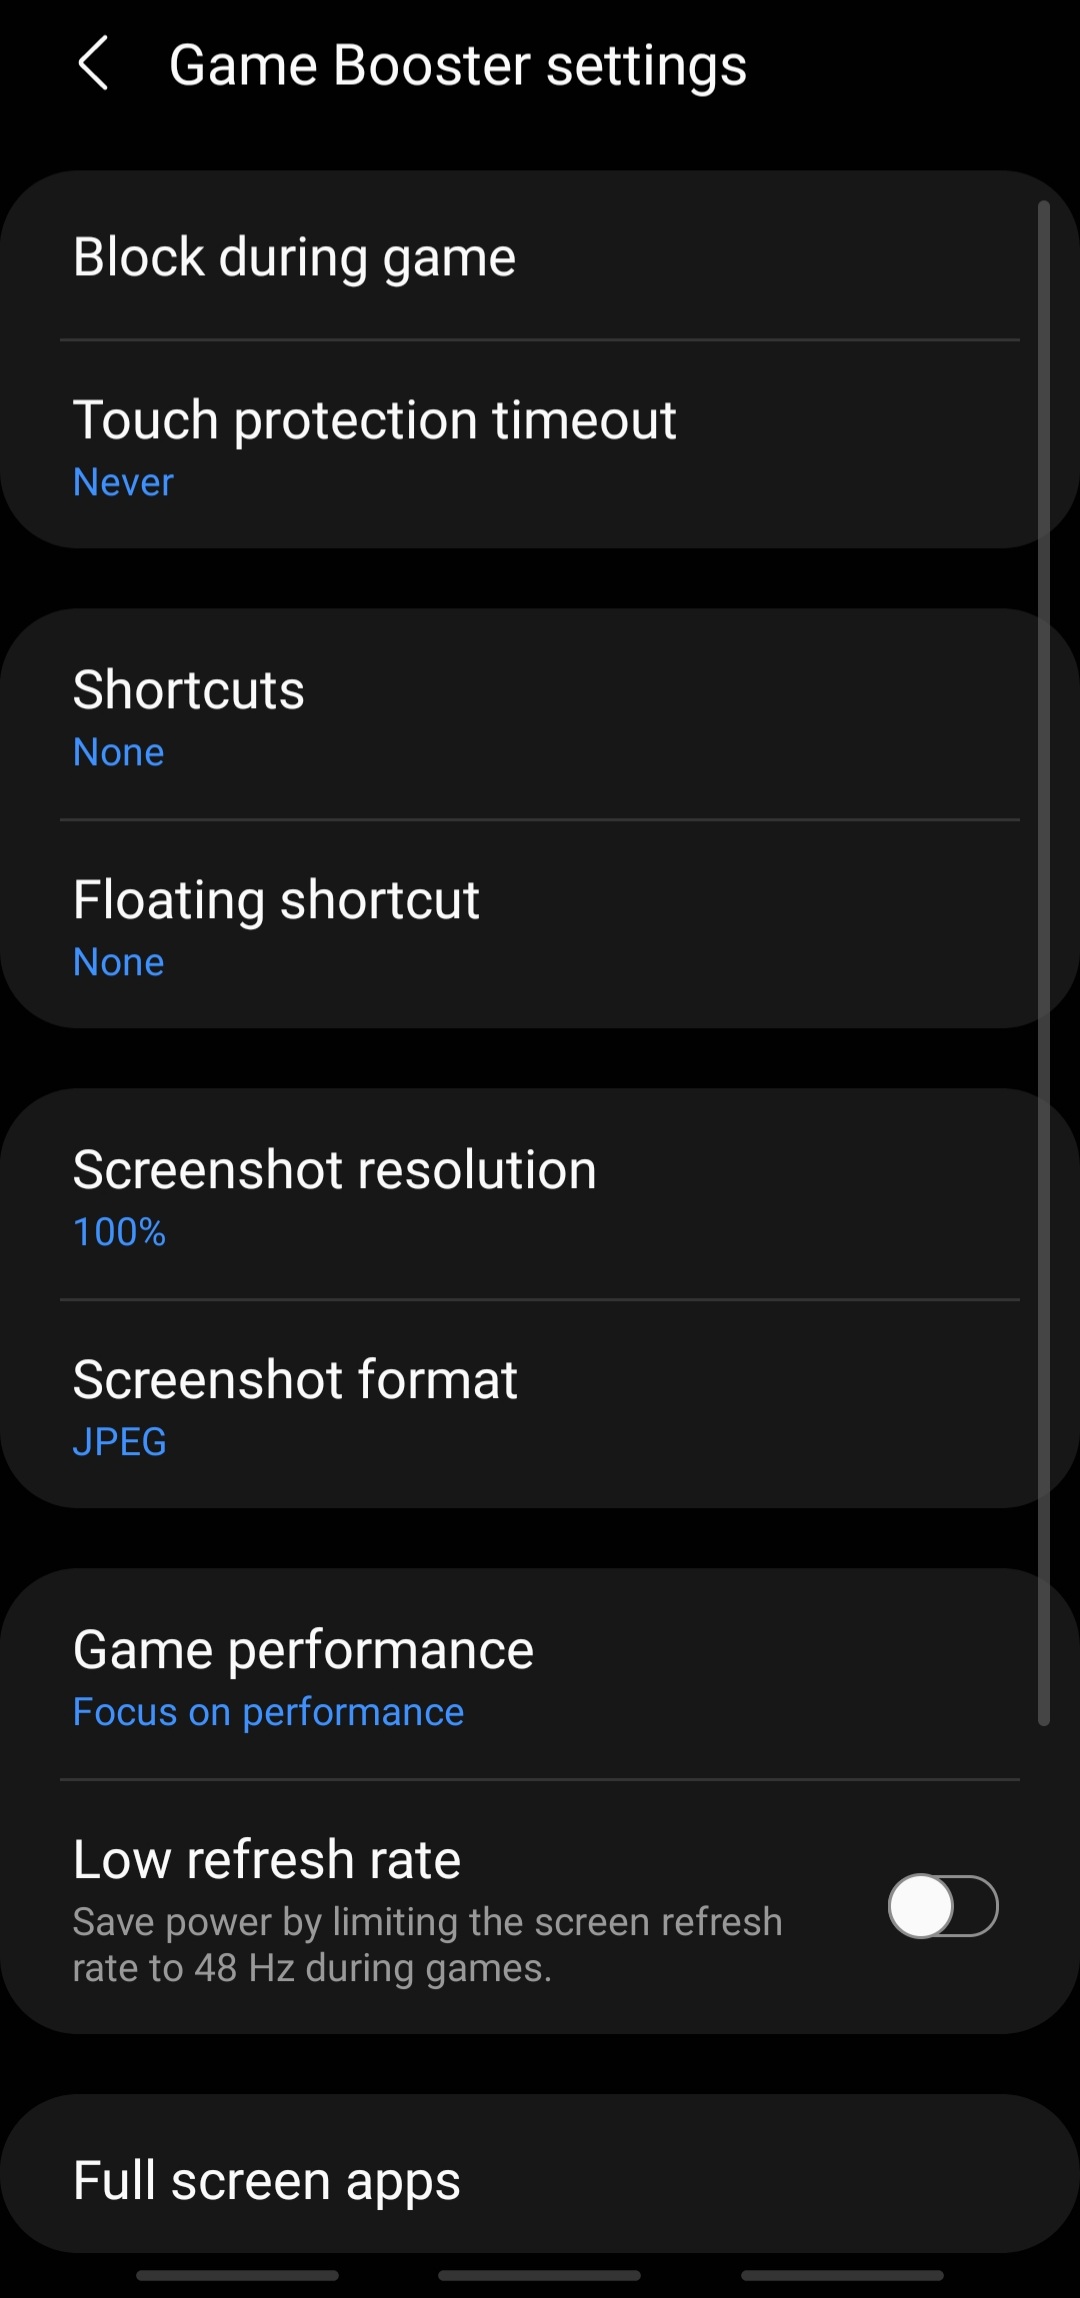 Game Booster settings
Block during game
Touch protection timeout
Never
Shortcuts
None
Floating shortcut
None
Screenshot resolution
100%
Screenshot format
JPEG
Game performance
Focus on performance
Low refresh rate
Save power by limiting the screen refresh
rate to 48 Hz during games.
Full screen apps